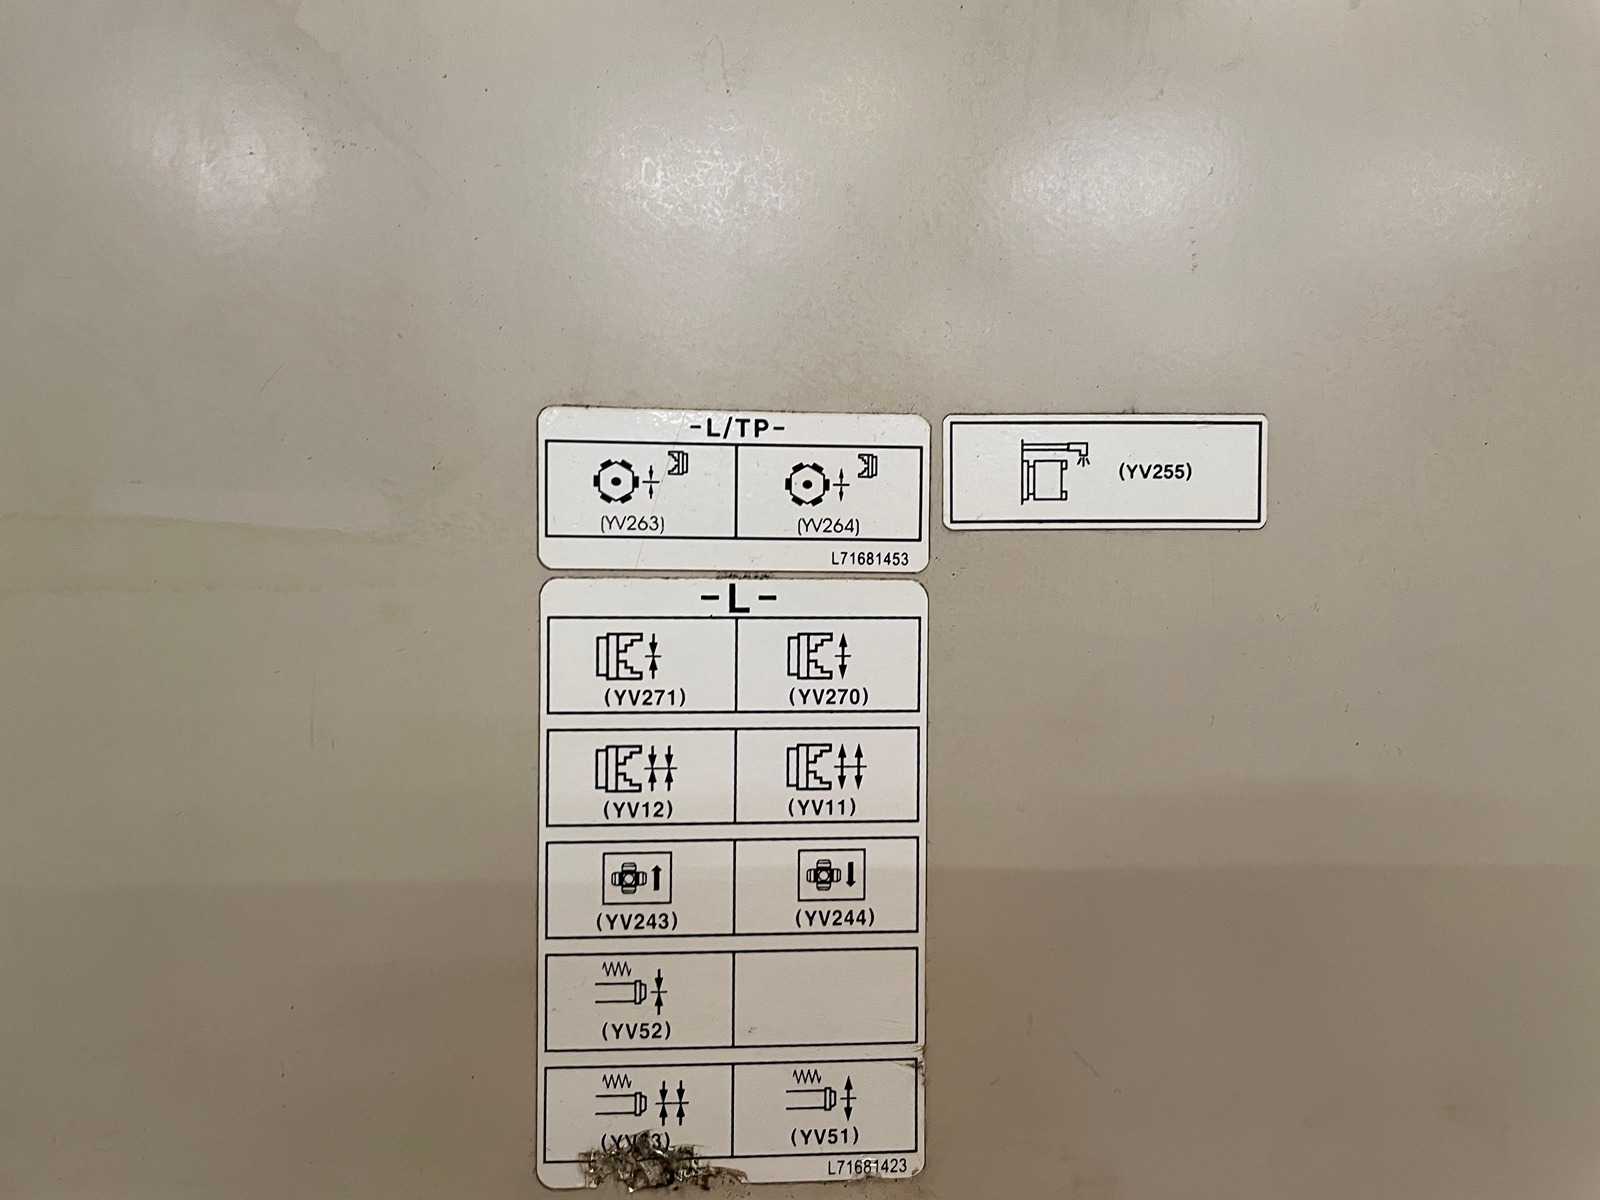 -L/TP-
(YV263) (YV264)
L71681453
(YV255)
-L-
(YV271) (YV270)
(YV12) (YV11)
(YV243) (YV244)
(YV52)
(YV51)
L71681423